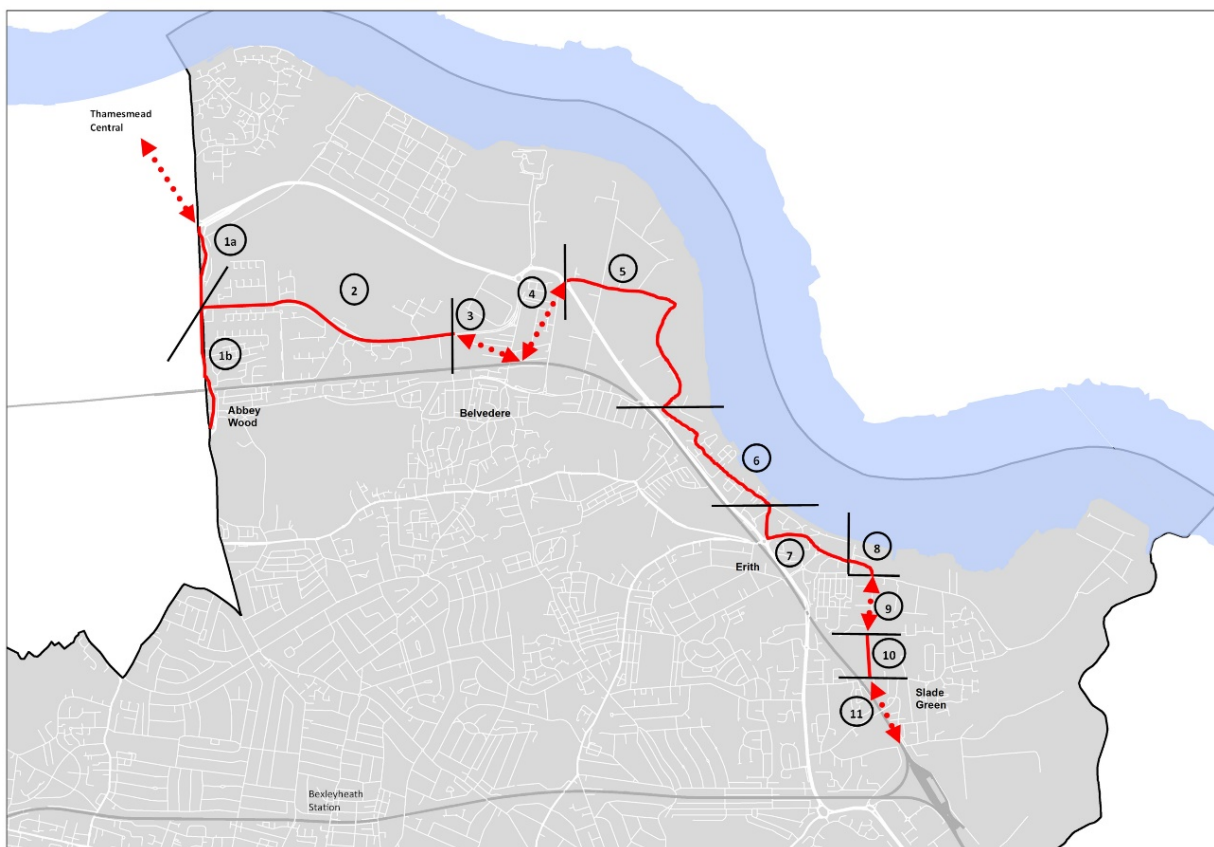 Thamesmead
Central
1a
2
5
4
3
1b
Abbey
Wood
Belvedere
6
8
7
Erith
9
10
Slade
Green
11
Bexleyheath
Station